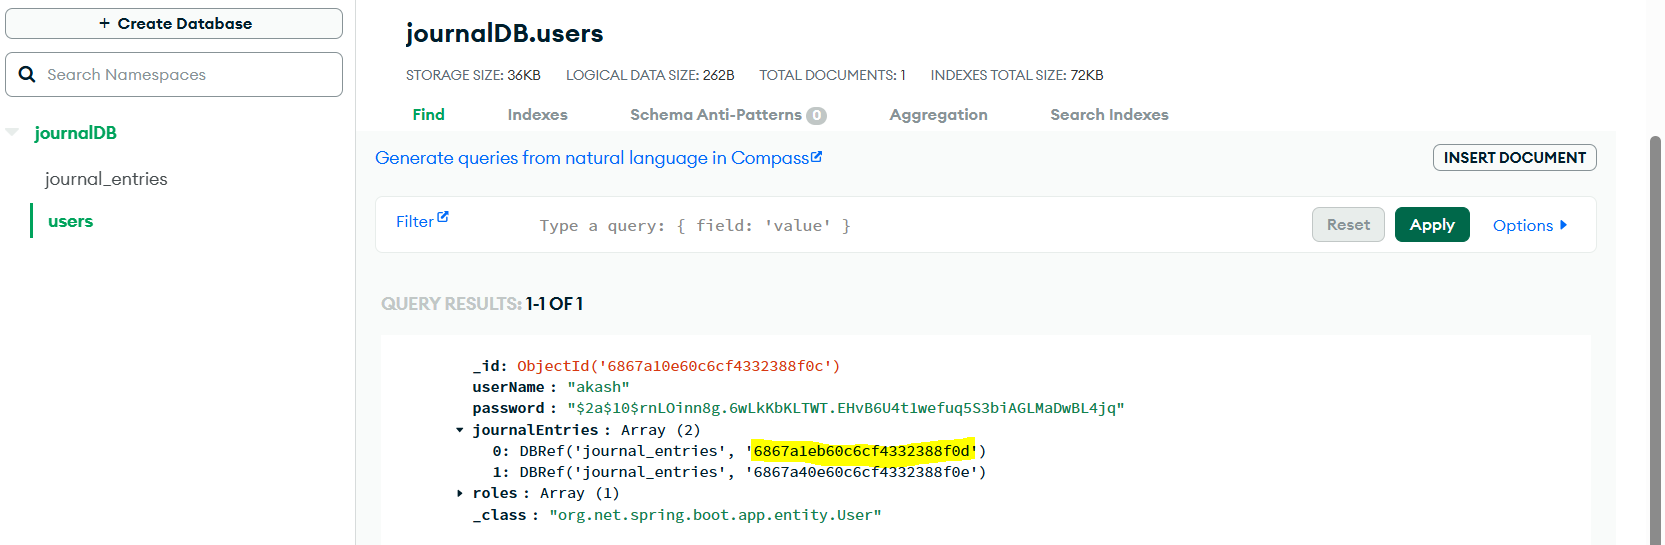 + Create Database
Search Namespaces
journalDB
journal_entries
users
journalDB.users
STORAGE SIZE: 36KB LOGICAL DATA SIZE: 262B TOTAL DOCUMENTS: 1 INDEXES TOTAL SIZE: 72KB
Find Indexes Schema Anti-Patterns 0 Aggregation Search Indexes
Generate queries from natural language in Compass
INSERT DOCUMENT
Filter Type a query: { field: 'value' } Reset Apply Options
QUERY RESULTS: 1-1 OF 1
_id: ObjectId('6867a10e60c6cf4332388f0c')
userName : "akash"
password : "$2a$10$rnLOinn8g.6wLkKbKLTWT.EHvB6U4t1wefuq5S3biAGLMaDwBL4jq"
journalEntries : Array (2)
0: DBRef('journal_entries', '6867a1eb60c6cf4332388f0d')
1: DBRef('journal_entries', '6867a40e60c6cf4332388f0e')
roles : Array (1)
_class : "org.net.spring.boot.app.entity.User"